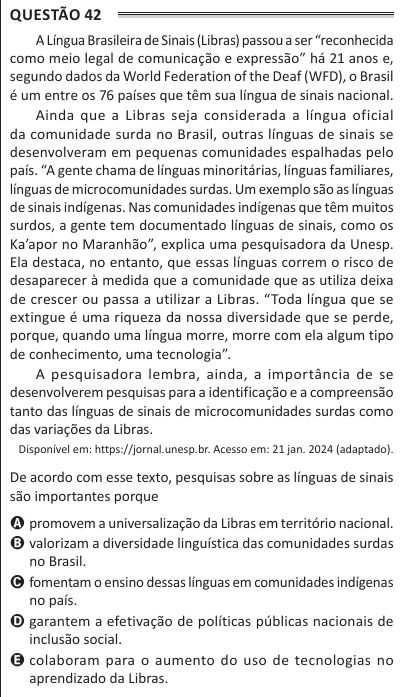 QUESTÃO 42
A Língua Brasileira de Sinais (Libras) passou a ser “reconhecida
como meio legal de comunicação e expressão” há 21 anos e,
segundo dados da World Federation of the Deaf (WFD), o Brasil
é um entre os 76 países que têm sua língua de sinais nacional.
Ainda que a Libras seja considerada a língua oficial
da comunidade surda no Brasil, outras línguas de sinais se
desenvolveram em pequenas comunidades espalhadas pelo
país. “A gente chama de línguas minoritárias, línguas familiares,
línguas de microcomunidades surdas. Um exemplo são as línguas
de sinais indígenas. Nas comunidades indígenas que têm muitos
surdos, a gente tem documentado línguas de sinais, como os
Ka’apor no Maranhão”, explica uma pesquisadora da Unesp.
Ela destaca, no entanto, que essas línguas correm o risco de
desaparecer à medida que a comunidade que as utiliza deixa
de crescer ou passa a utilizar a Libras. “Toda língua que se
extingue é uma riqueza da nossa diversidade que se perde,
porque, quando uma língua morre, morre com ela algum tipo
de conhecimento, uma tecnologia”.
A pesquisadora lembra, ainda, a importância de se
desenvolverem pesquisas para a identificação e a compreensão
tanto das línguas de sinais de microcomunidades surdas como
das variações da Libras.
Disponível em: https://jornal.unesp.br. Acesso em: 21 jan. 2024 (adaptado).
De acordo com esse texto, pesquisas sobre as línguas de sinais
são importantes porque
A promovem a universalização da Libras em território nacional.
B valorizam a diversidade linguística das comunidades surdas
no Brasil.
C fomentam o ensino dessas línguas em comunidades indígenas
no país.
D garantem a efetivação de políticas públicas nacionais de
inclusão social.
E colaboram para o aumento do uso de tecnologias no
aprendizado da Libras.